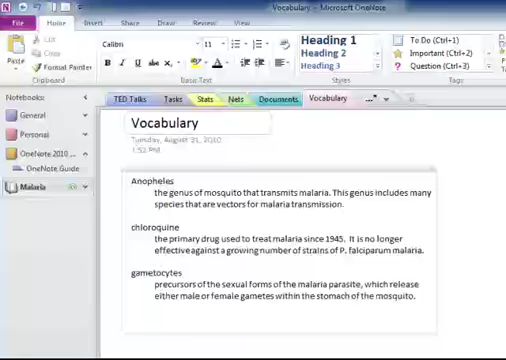 Vocabulary - Microsoft OneNote
File Home Insert Share Draw Review View
Paste
Cut
Copy
Format Painter
Clipboard
Calibri 11
B I U abc
Basic Text
Heading 1
Heading 2
Heading 3
Styles
To Do (Ctrl+1)
Important (Ctrl+2)
Question (Ctrl+3)
Tags
Notebooks:
General
Personal
OneNote 2010 ...
OneNote Guide
Malaria
TED Talks Tasks Stats Nets Documents Vocabulary ...
Vocabulary
Tuesday, August 31, 2010
1:52 PM
Anopheles
the genus of mosquito that transmits malaria. This genus includes many
species that are vectors for malaria transmission.
chloroquine
the primary drug used to treat malaria since 1945. It is no longer
effective against a growing number of strains of P. falciparum malaria.
gametocytes
precursors of the sexual forms of the malaria parasite, which release
either male or female gametes within the stomach of the mosquito.